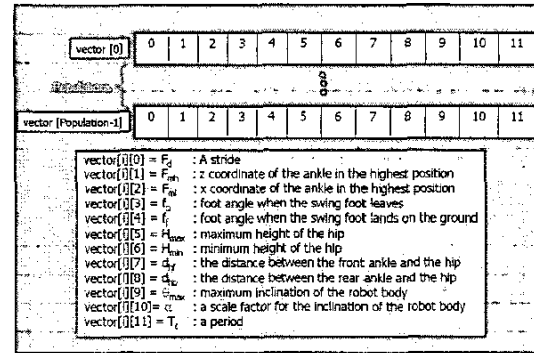 vector [0] 0 1 2 3 4 5 6 7 8 9 10 11
Population
vector [Population-1] 0 1 2 3 4 5 6 7 8 9 10 11
vector[i][0] = F_d : A stride
vector[i][1] = F_mh : z coordinate of the ankle in the highest position
vector[i][2] = F_ml : x coordinate of the ankle in the highest position
vector[i][3] = : foot angle when the swing foot leaves
vector[i][4] = : foot angle when the swing foot lands on the ground
vector[i][5] = H_max : maximum height of the hip
vector[i][6] = H_min : minimum height of the hip
vector[i][7] = : the distance between the front ankle and the hip
vector[i][8] = : the distance between the rear ankle and the hip
vector[i][9] = θ_max : maximum inclination of the robot body
vector[i][10]= α : a scale factor for the inclination of the robot body
vector[i][11] = : a period